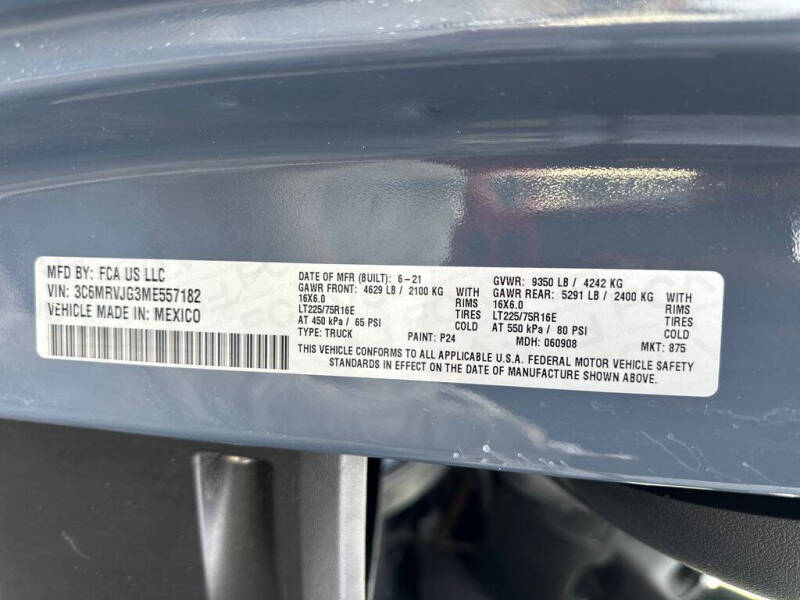 MFD BY: FCA US LLC
VIN: 3C6MRVJG3ME557182
VEHICLE MADE IN: MEXICO
DATE OF MFR (BUILT): 6-21
GAWR FRONT: 4629 LB / 2100 KG WITH
16X6.0 RIMS
LT225/75R16E TIRES
AT 450 kPa / 65 PSI COLD
TYPE: TRUCK PAINT: P24
GVWR: 9350 LB / 4242 KG
GAWR REAR: 5291 LB / 2400 KG WITH
16X6.0 RIMS
LT225/75R16E TIRES
AT 550 kPa / 80 PSI COLD
MDH: 060908 MKT: 875
THIS VEHICLE CONFORMS TO ALL APPLICABLE U.S.A. FEDERAL MOTOR VEHICLE SAFETY
STANDARDS IN EFFECT ON THE DATE OF MANUFACTURE SHOWN ABOVE.